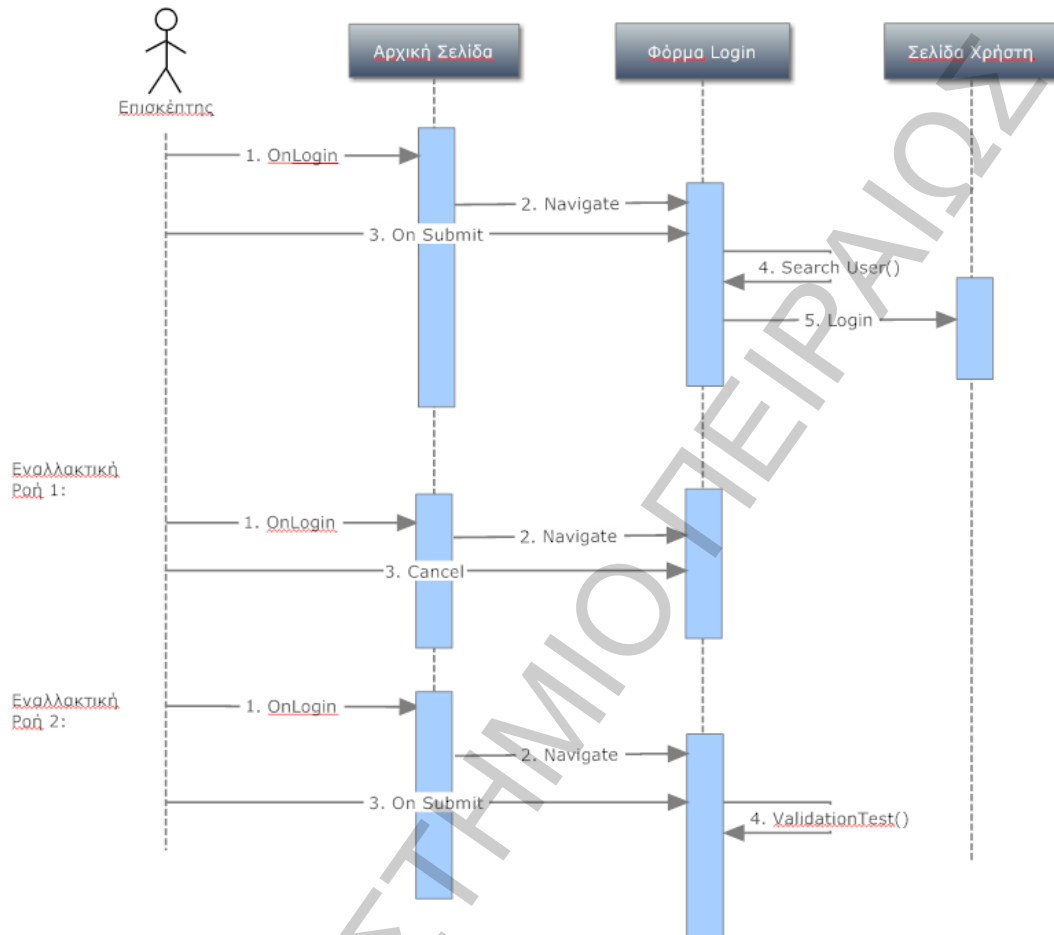 Επισκέπτης
Αρχική Σελίδα
Φόρμα Login
Σελίδα Χρήστη
1. OnLogin
2. Navigate
3. On Submit
4. Search User()
5. Login
Εναλλακτική
Ροή 1:
1. OnLogin
2. Navigate
3. Cancel
Εναλλακτική
Ροή 2:
1. OnLogin
2. Navigate
3. On Submit
4. ValidationTest()
ΣΤΗΜΙΟ ΠΕΙΡΑΙΩΣ